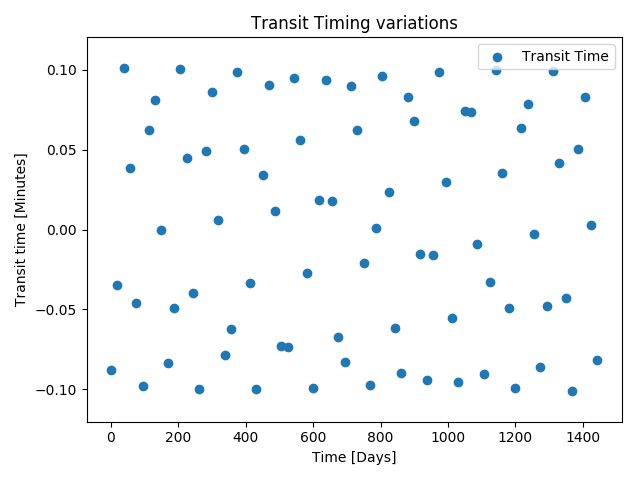 Transit Timing variations
Transit Time
Transit time [Minutes]
0.10
0.05
0.00
−0.05
−0.10
0 200 400 600 800 1000 1200 1400
Time [Days]